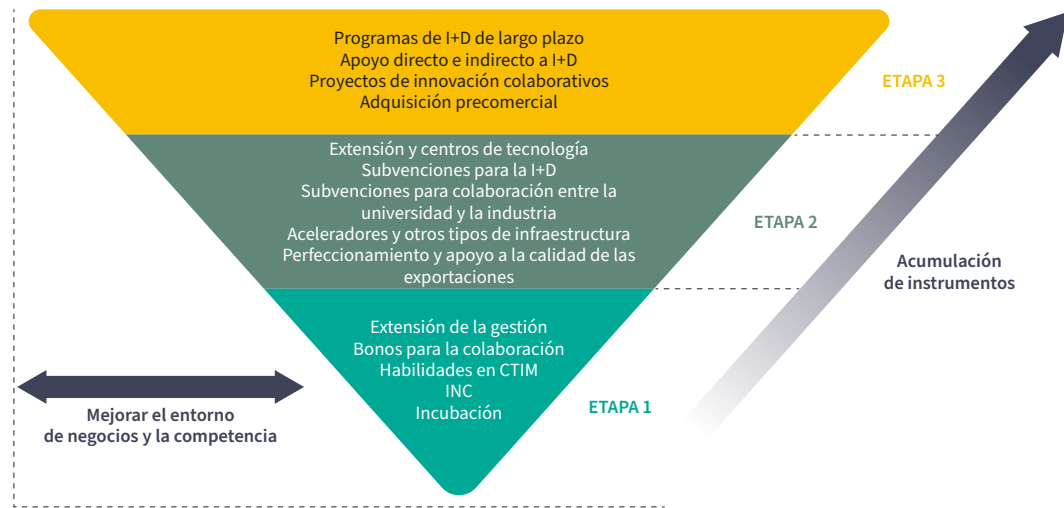 Programas de I+D de largo plazo
Apoyo directo e indirecto a I+D
Proyectos de innovación colaborativos
Adquisición precomercial
ETAPA 3
Extensión y centros de tecnología
Subvenciones para la I+D
Subvenciones para colaboración entre la
universidad y la industria
Aceleradores y otros tipos de infraestructura
Perfeccionamiento y apoyo a la calidad de las
exportaciones
ETAPA 2
Acumulación
de instrumentos
Extensión de la gestión
Bonos para la colaboración
Habilidades en CTIM
INC
Incubación
ETAPA 1
Mejorar el entorno
de negocios y la competencia